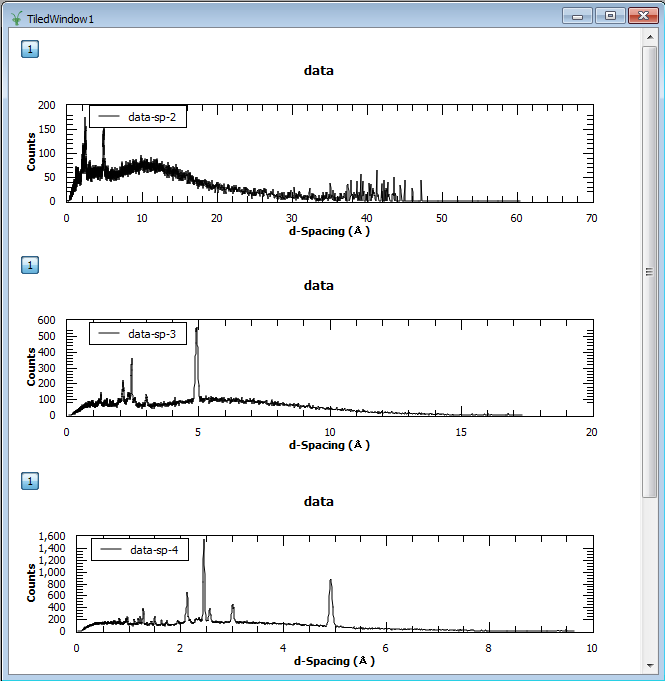 TiledWindow1
1
data
200
150
100
50
0
data-sp-2
Counts
0 10 20 30 40 50 60 70
d-Spacing (Å )
1
data
600
500
400
300
200
100
0
data-sp-3
Counts
0 5 10 15 20
d-Spacing (Å )
1
data
1,600
1,400
1,200
1,000
800
600
400
200
0
data-sp-4
Counts
0 2 4 6 8 10
d-Spacing (Å )